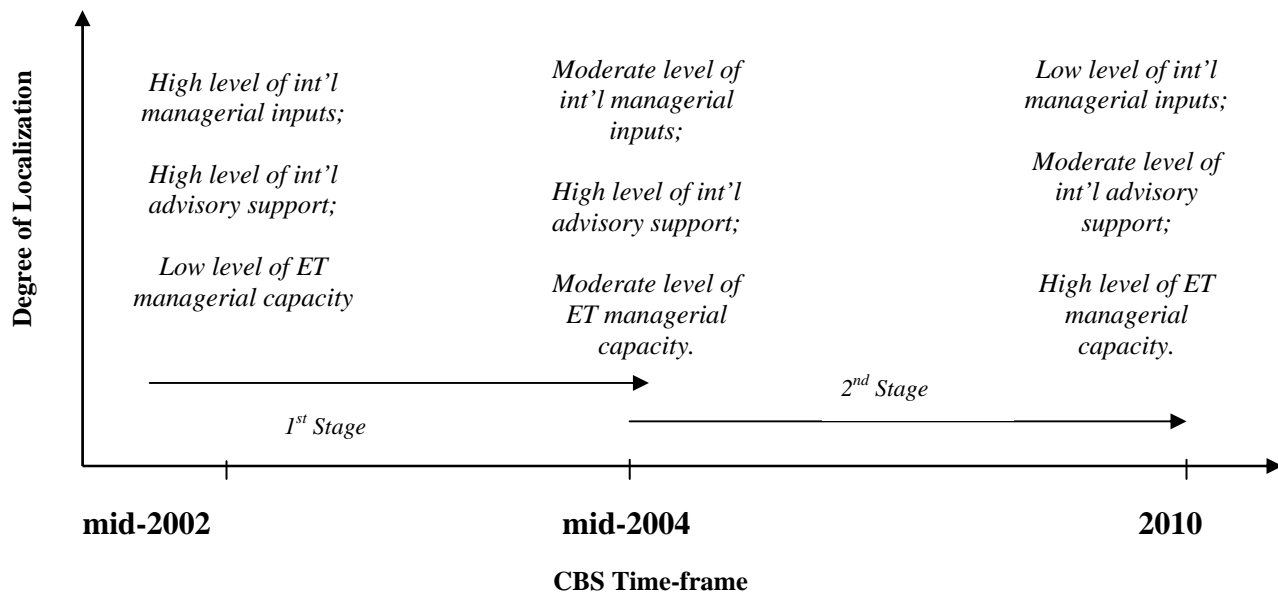 Degree of Localization
High level of int’l
managerial inputs;
High level of int’l
advisory support;
Low level of ET
managerial capacity
Moderate level of
int’l managerial
inputs;
High level of int’l
advisory support;
Moderate level of
ET managerial
capacity.
Low level of int’l
managerial inputs;
Moderate level of
int’l advisory
support;
High level of ET
managerial
capacity.
1st Stage
2nd Stage
mid-2002
mid-2004
2010
CBS Time-frame